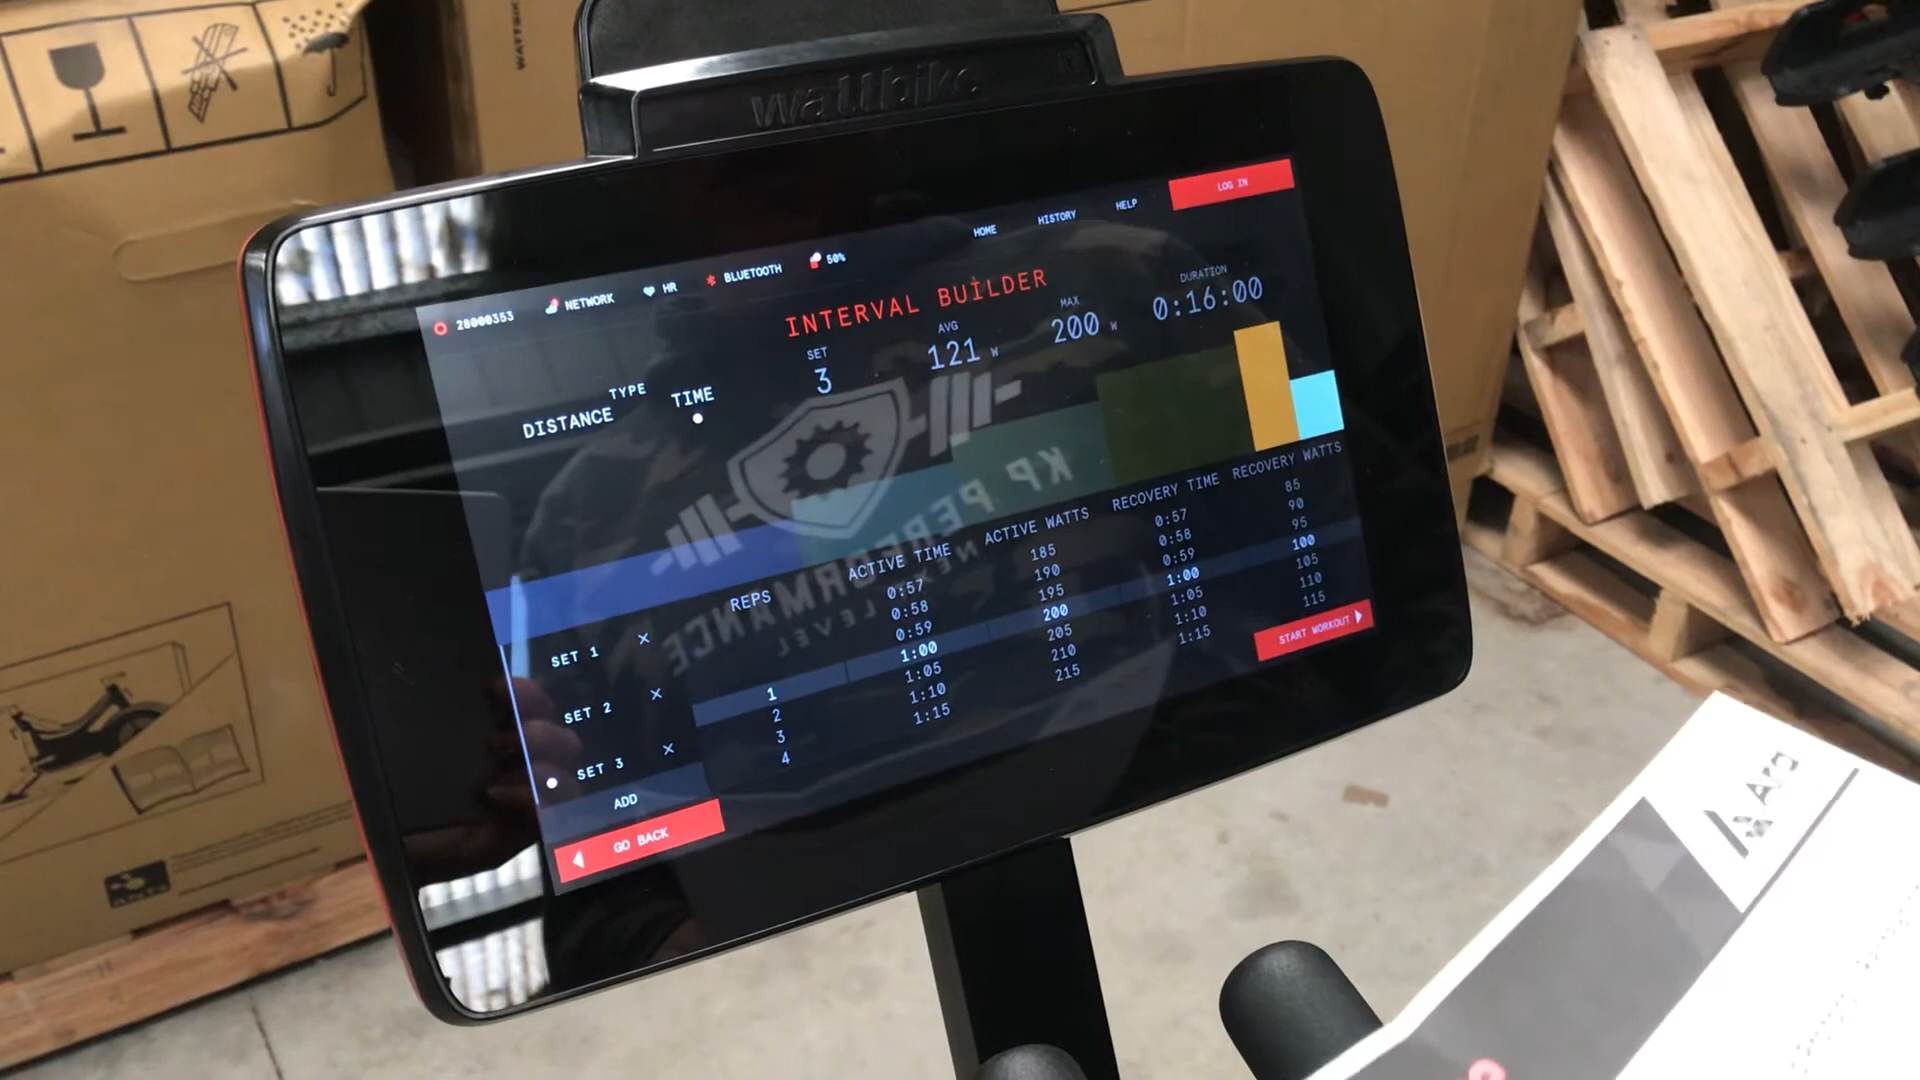 wattbike
LOG IN
HOME
HISTORY
HELP
28000353
NETWORK
HR
BLUETOOTH
50%
INTERVAL BUILDER
TYPE
DISTANCE
TIME
SET
3
AVG
121 W
MAX
200 W
DURATION
0:16:00
REPS
ACTIVE TIME
ACTIVE WATTS
RECOVERY TIME
RECOVERY WATTS
0:57 185 0:57 85
0:58 190 0:58 90
0:59 195 0:59 95
1 1:00 200 1:00 100
2 1:05 205 1:05 105
3 1:10 210 1:10 110
4 1:15 215 1:15 115
SET 1 ×
SET 2 ×
SET 3 ×
ADD
GO BACK
START WORKOUT
KP PERFORMANCE
NEXT LEVEL